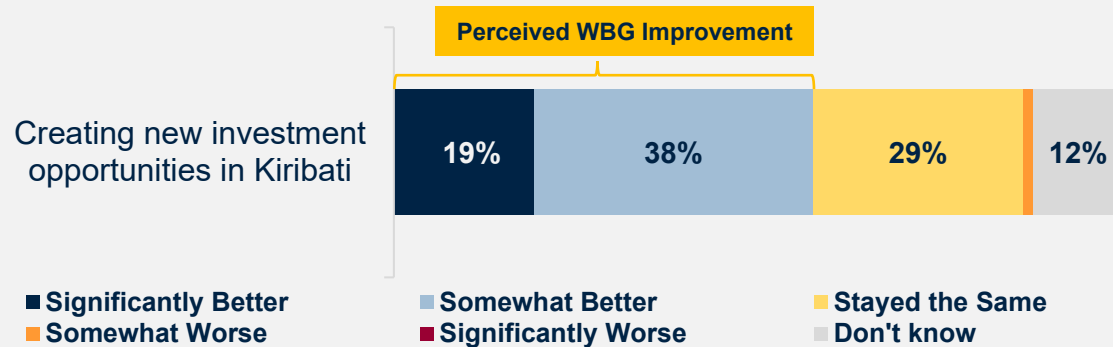 Perceived WBG Improvement
Creating new investment
opportunities in Kiribati
19%
38%
29%
12%
Significantly Better
Somewhat Better
Stayed the Same
Somewhat Worse
Significantly Worse
Don't know